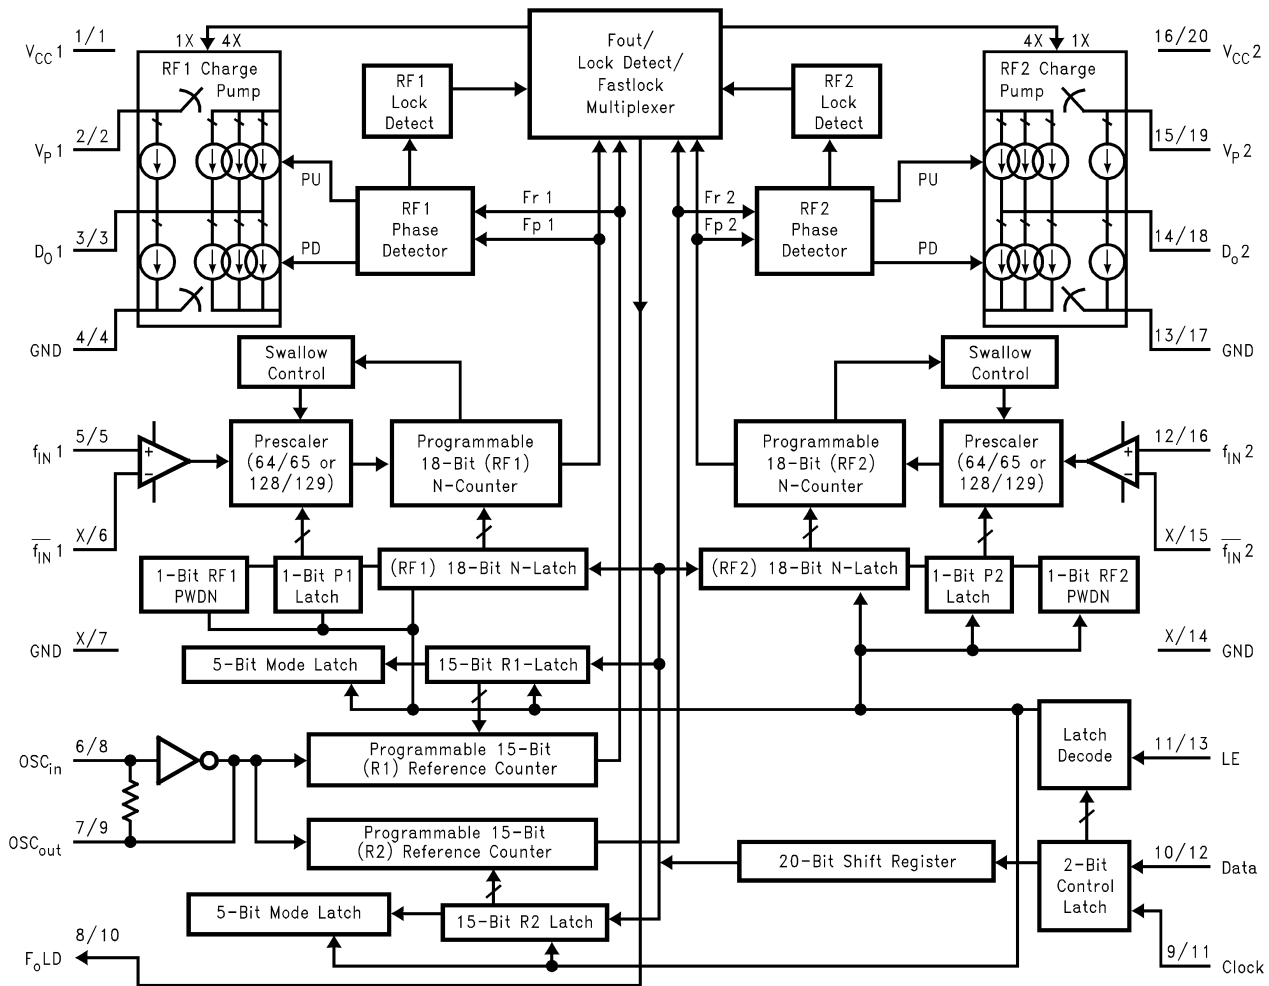 VCC1
1/1
VP1
2/2
DO1
3/3
GND
4/4
fIN1
5/5
fIN1
X/6
GND
X/7
OSCin
6/8
OSCout
7/9
FoLD
8/10
1X 4X
RF1 Charge
Pump
RF1
Lock
Detect
Fout/
Lock Detect/
Fastlock
Multiplexer
RF2
Lock
Detect
4X 1X
RF2 Charge
Pump
PU
PD
RF1
Phase
Detector
Fr 1
Fp 1
Fr 2
Fp 2
RF2
Phase
Detector
PU
PD
Swallow
Control
Prescaler
(64/65 or
128/129)
Programmable
18-Bit (RF1)
N-Counter
Programmable
18-Bit (RF2)
N-Counter
Swallow
Control
Prescaler
(64/65 or
128/129)
+
−
+
−
1-Bit RF1
PWDN
1-Bit P1
Latch
(RF1) 18-Bit N-Latch
(RF2) 18-Bit N-Latch
1-Bit P2
Latch
1-Bit RF2
PWDN
5-Bit Mode Latch
15-Bit R1-Latch
Programmable 15-Bit
(R1) Reference Counter
Programmable 15-Bit
(R2) Reference Counter
5-Bit Mode Latch
15-Bit R2 Latch
20-Bit Shift Register
Latch
Decode
2-Bit
Control
Latch
16/20
VCC2
15/19
VP2
14/18
Do2
13/17
GND
12/16
fIN2
X/15
fIN2
X/14
GND
11/13
LE
10/12
Data
9/11
Clock